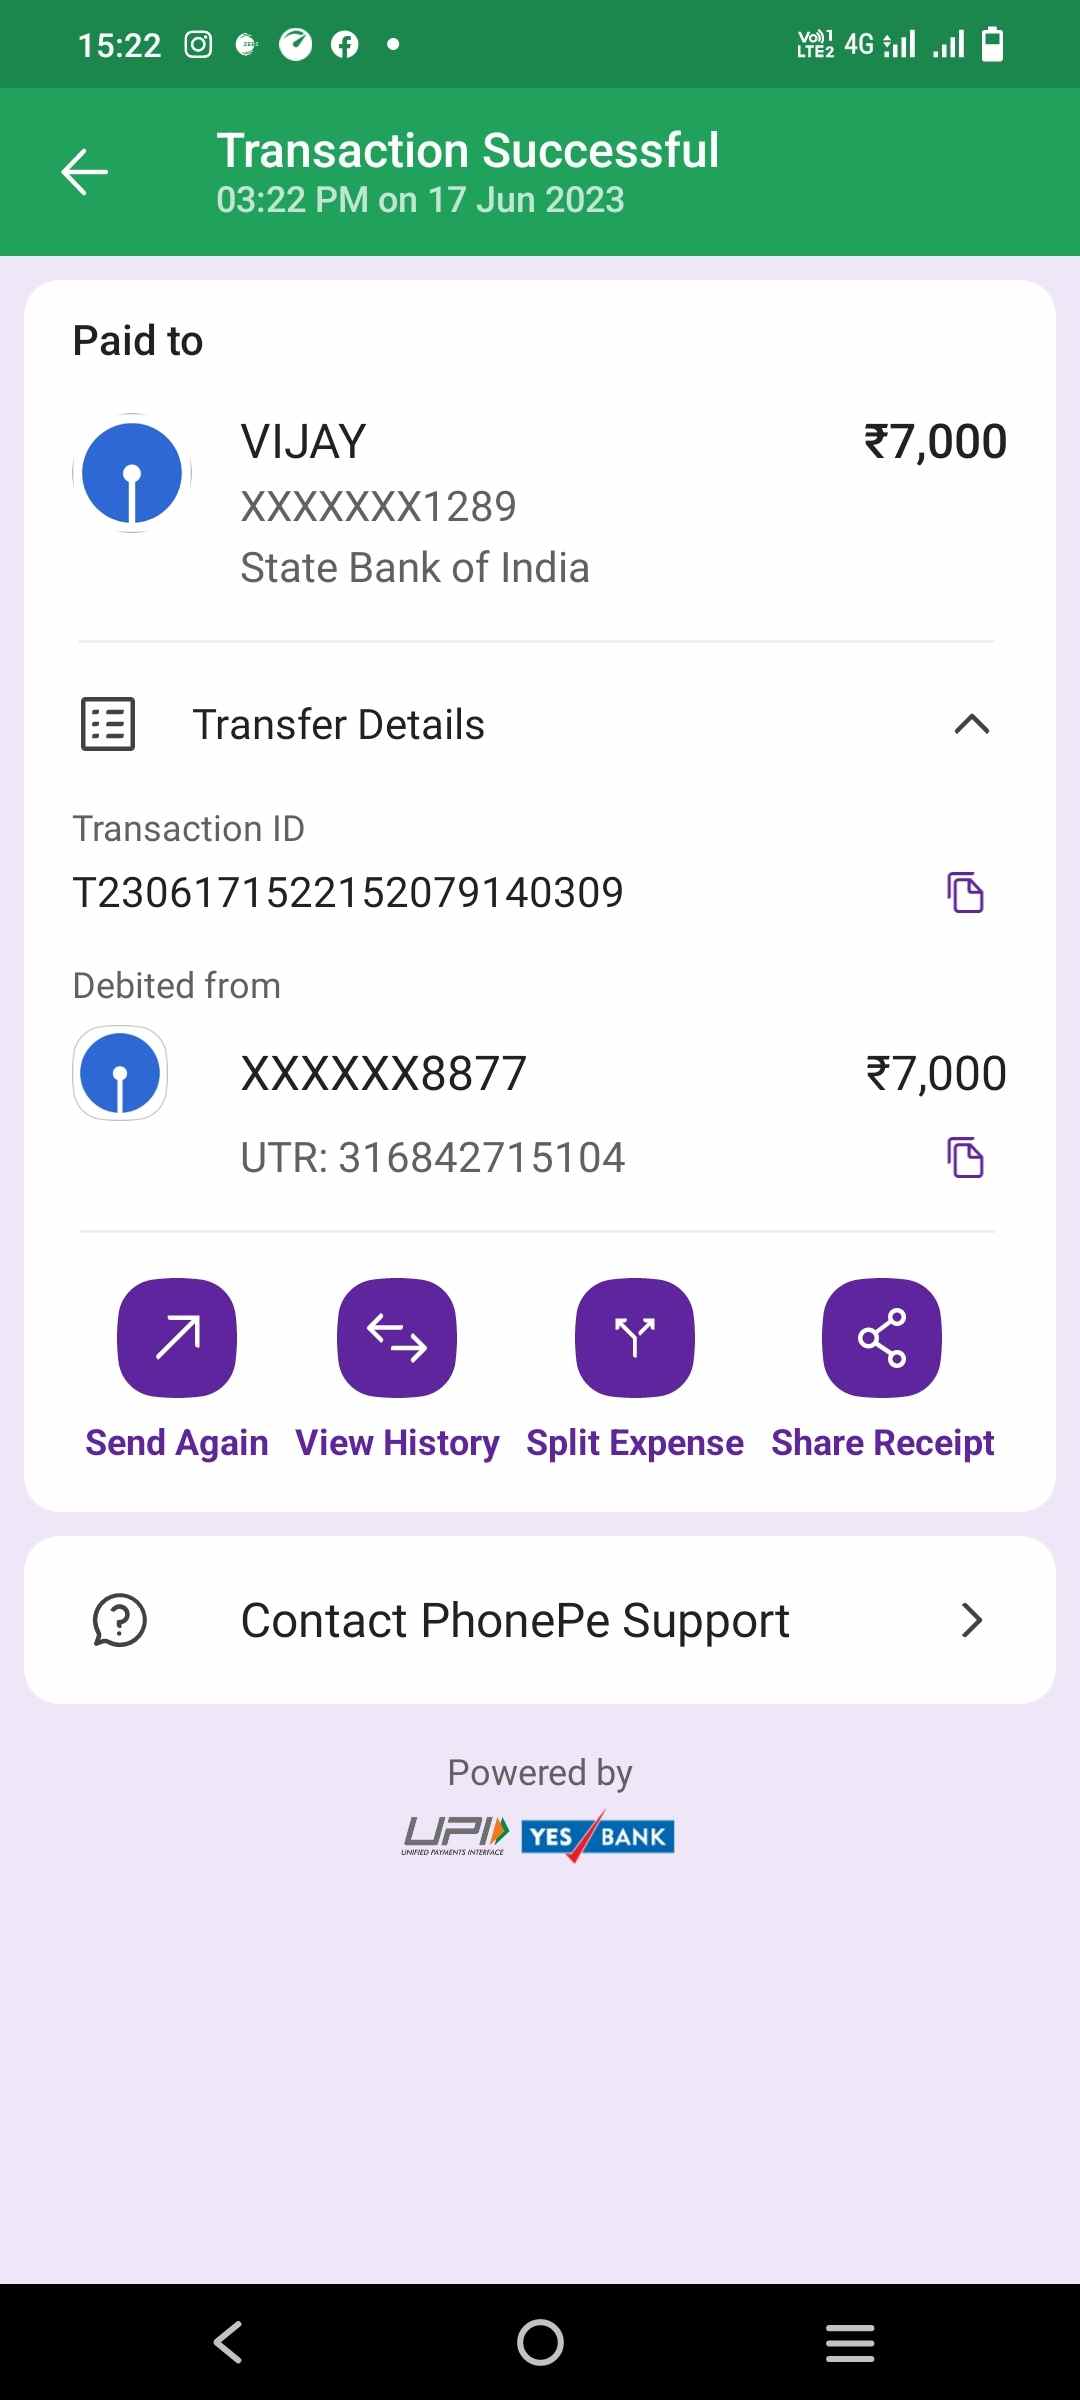 15:22
Vo))1 LTE2 4G
Transaction Successful
03:22 PM on 17 Jun 2023
Paid to
VIJAY ₹7,000
XXXXXXX1289
State Bank of India
Transfer Details
Transaction ID
T2306171522152079140309
Debited from
XXXXXX8877 ₹7,000
UTR: 316842715104
Send Again View History Split Expense Share Receipt
Contact PhonePe Support
Powered by
UPI YES BANK
UNIFIED PAYMENTS INTERFACE